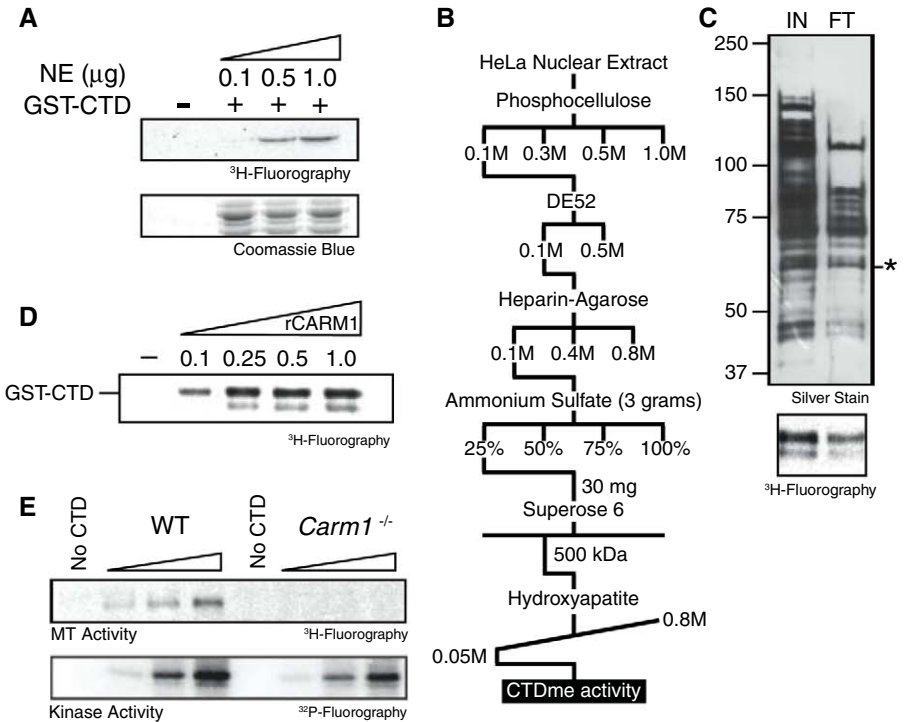 A
NE (µg) 0.1 0.5 1.0
GST-CTD – + + +
³H-Fluorography
Coomassie Blue
B
HeLa Nuclear Extract
Phosphocellulose
0.1M 0.3M 0.5M 1.0M
DE52
0.1M 0.5M
Heparin-Agarose
0.1M 0.4M 0.8M
Ammonium Sulfate (3 grams)
25% 50% 75% 100%
30 mg
Superose 6
500 kDa
Hydroxyapatite
0.8M
0.05M
CTDme activity
C
IN FT
250
150
100
75
50
37
*
Silver Stain
³H-Fluorography
D
rCARM1
– 0.1 0.25 0.5 1.0
GST-CTD
³H-Fluorography
E
No CTD WT No CTD Carm1 -/-
MT Activity ³H-Fluorography
Kinase Activity ³²P-Fluorography